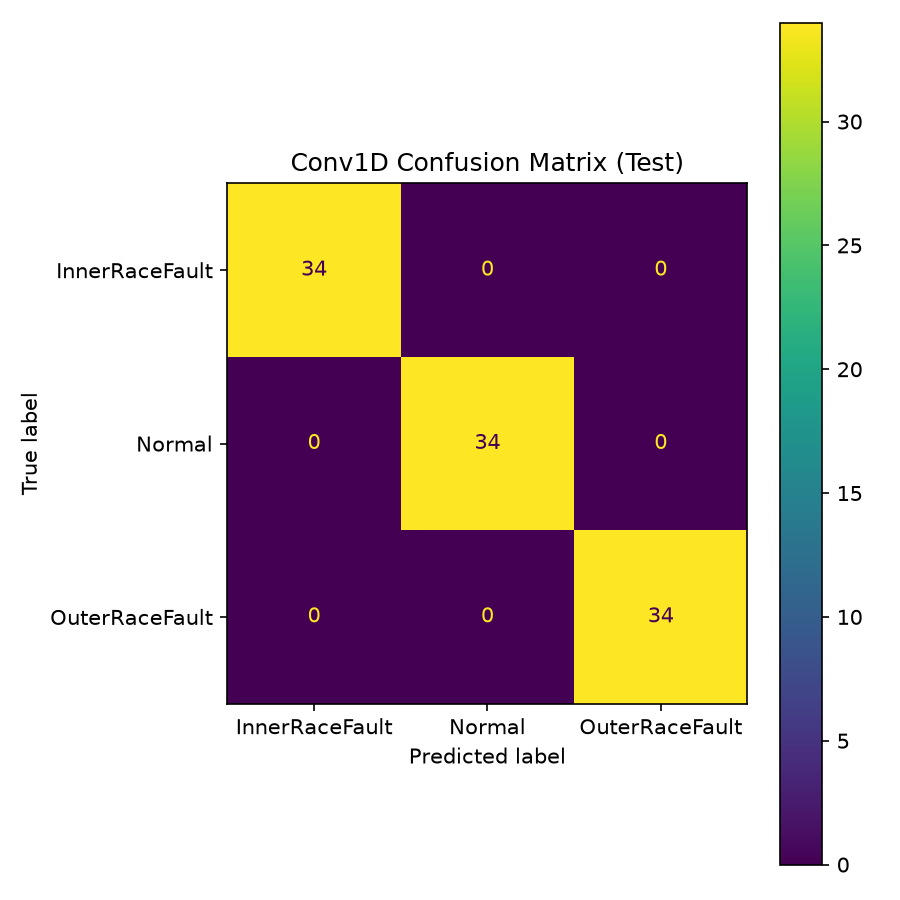 Conv1D Confusion Matrix (Test)
True label
InnerRaceFault
34 0 0
Normal
0 34 0
OuterRaceFault
0 0 34
InnerRaceFault Normal OuterRaceFault
Predicted label
30
25
20
15
10
5
0